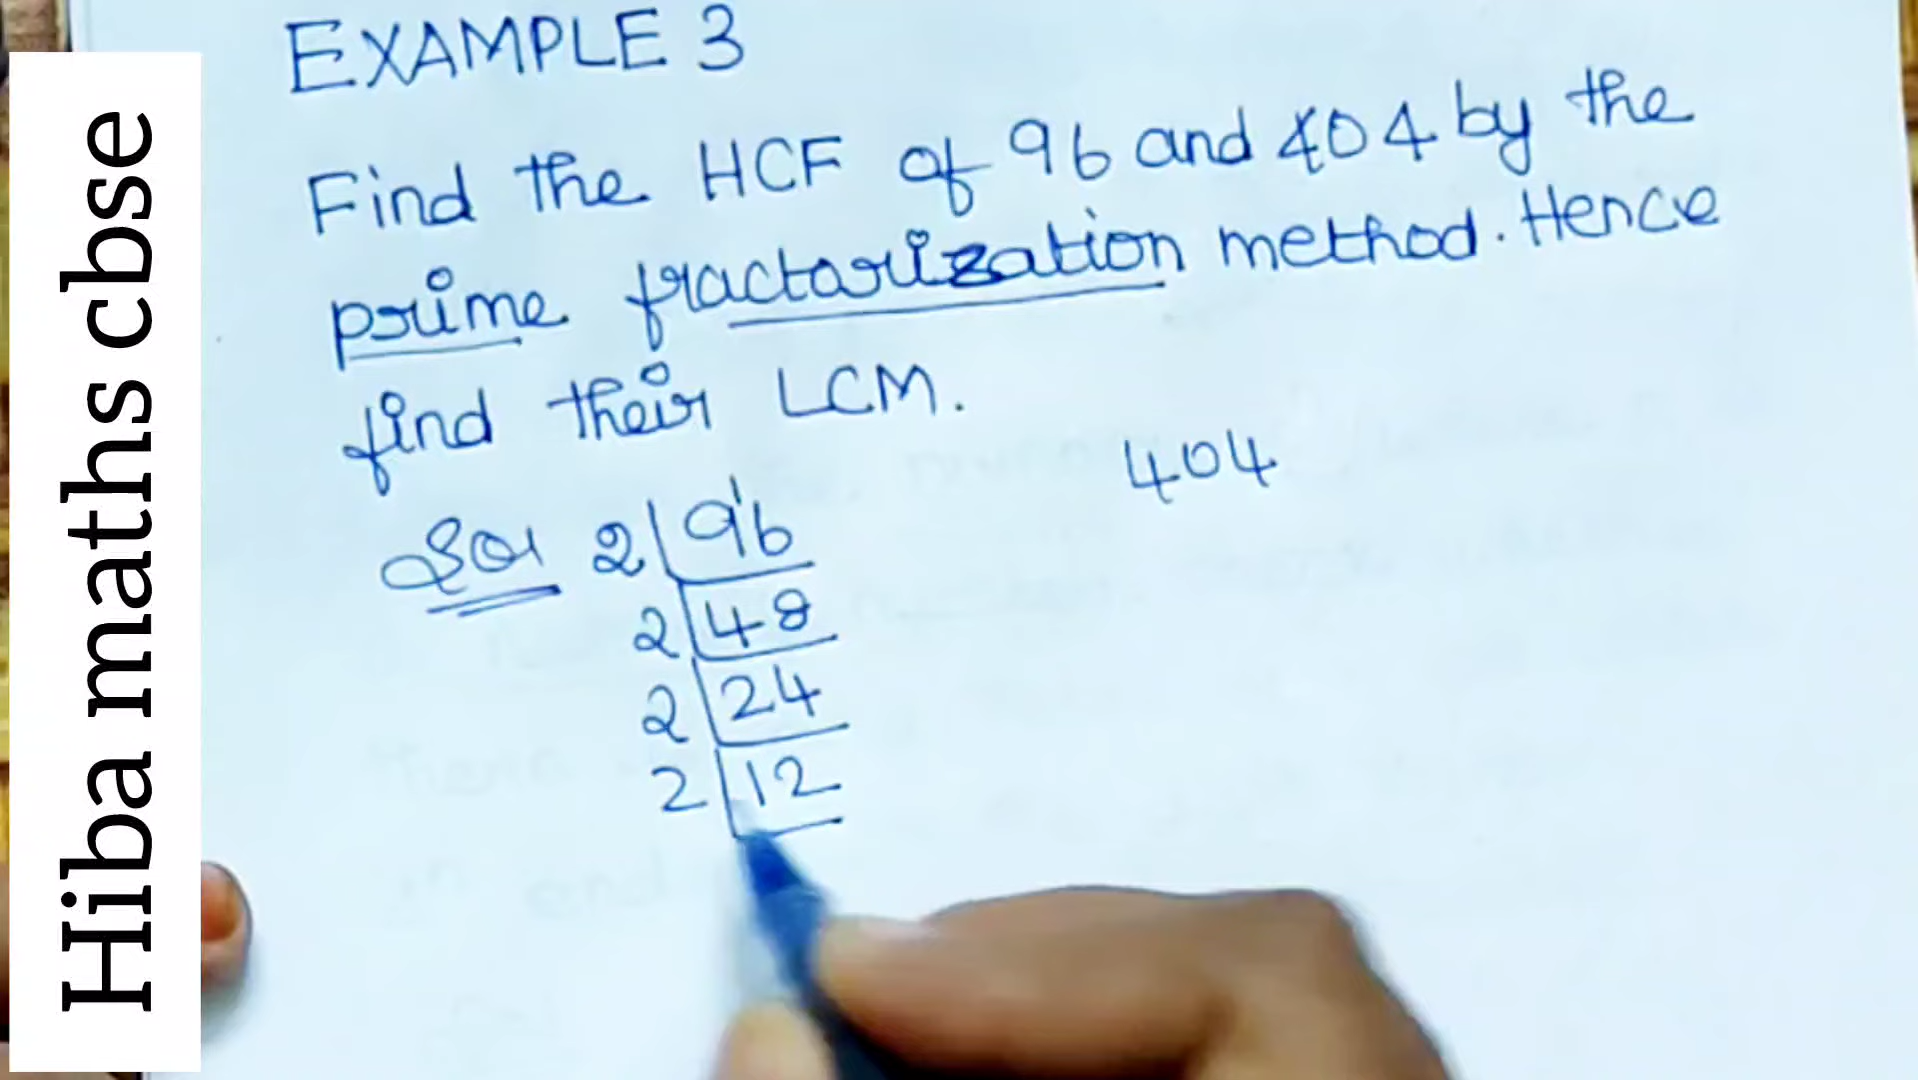 Hiba maths cbse
EXAMPLE 3
Find the HCF of 96 and 404 by the
prime fractorization method. Hence
find their LCM.
404
Sol 2 96
2 48
2 24
2 12